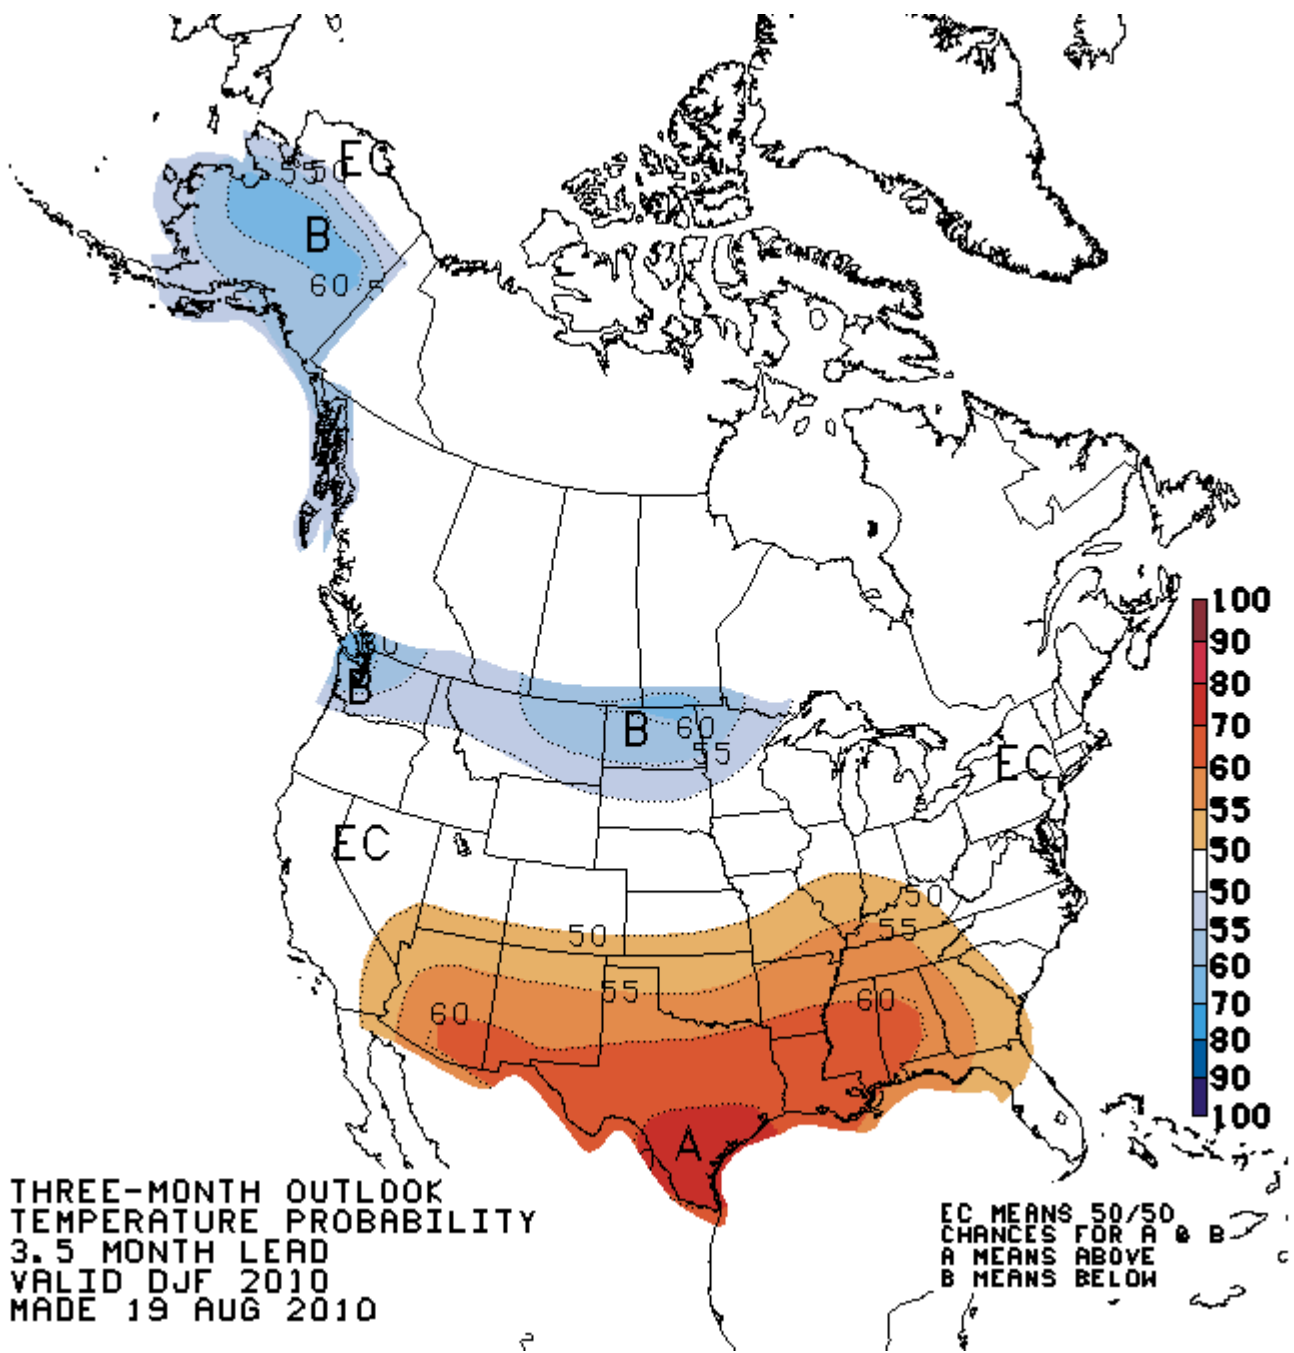 EC
55
50
B
60
5
60
B
B
60
55
EC
EC
50
50
55
55
60
60
A
100
90
80
70
60
55
50
50
55
60
70
80
90
100
THREE-MONTH OUTLOOK
TEMPERATURE PROBABILITY
3.5 MONTH LEAD
VALID DJF 2010
MADE 19 AUG 2010
EC MEANS 50/50
CHANCES FOR A & B
A MEANS ABOVE
B MEANS BELOW